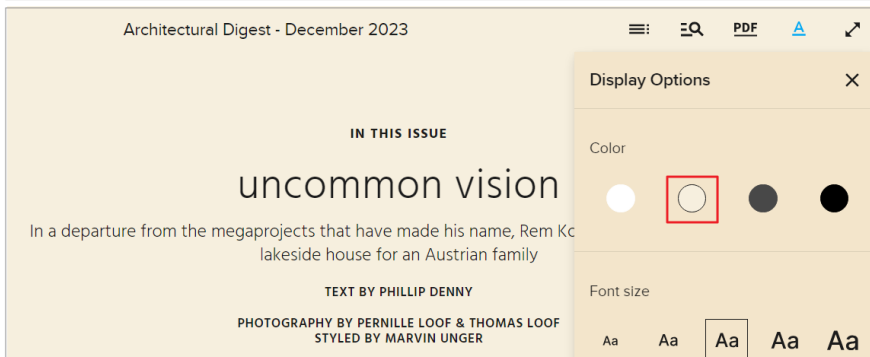 Architectural Digest - December 2023
PDF
A
Display Options
IN THIS ISSUE
Color
uncommon vision
In a departure from the megaprojects that have made his name, Rem
lakeside house for an Austrian family
TEXT BY PHILLIP DENNY
Font size
PHOTOGRAPHY BY PERNILLE LOOF & THOMAS LOOF
STYLED BY MARVIN UNGER
Aa Aa Aa Aa Aa